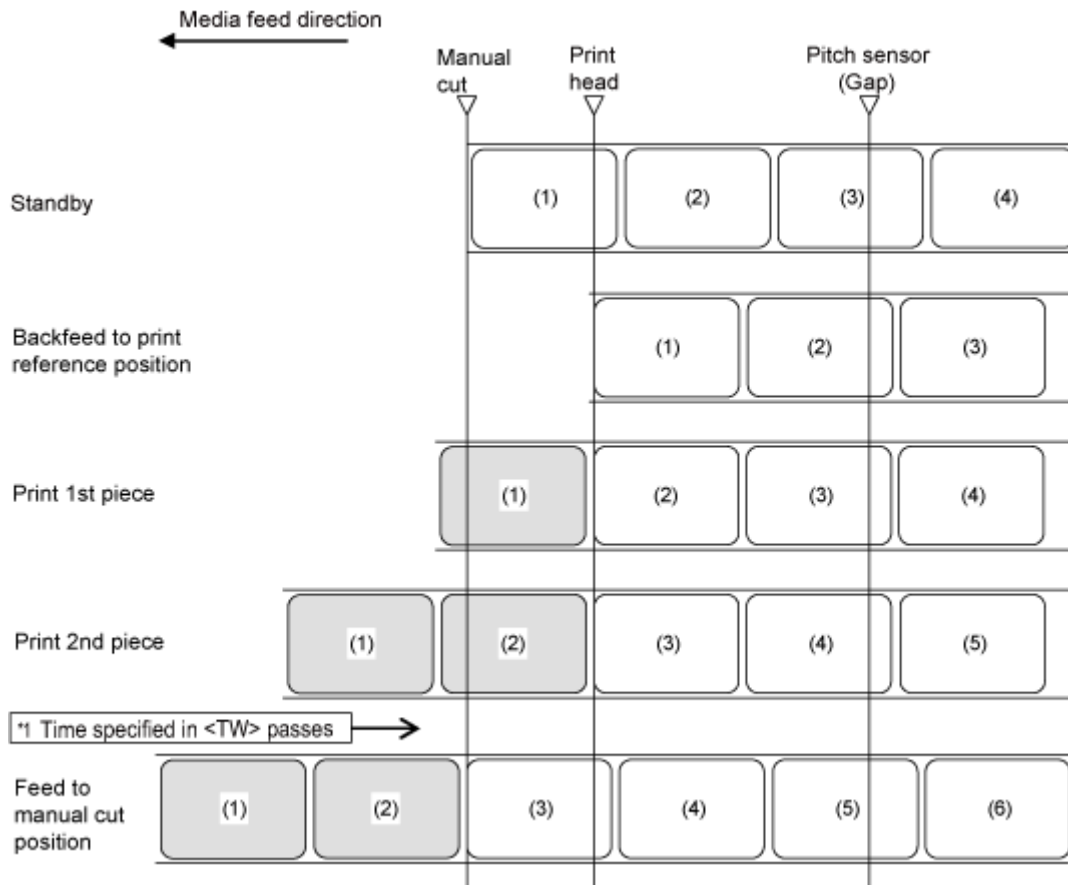 Media feed direction
Manual
cut
Print
head
Pitch sensor
(Gap)
Standby
(1)
(2)
(3)
(4)
Backfeed to print
reference position
(1)
(2)
(3)
Print 1st piece
(1)
(2)
(3)
(4)
Print 2nd piece
(1)
(2)
(3)
(4)
(5)
*1 Time specified in <TW> passes
Feed to
manual cut
position
(1)
(2)
(3)
(4)
(5)
(6)